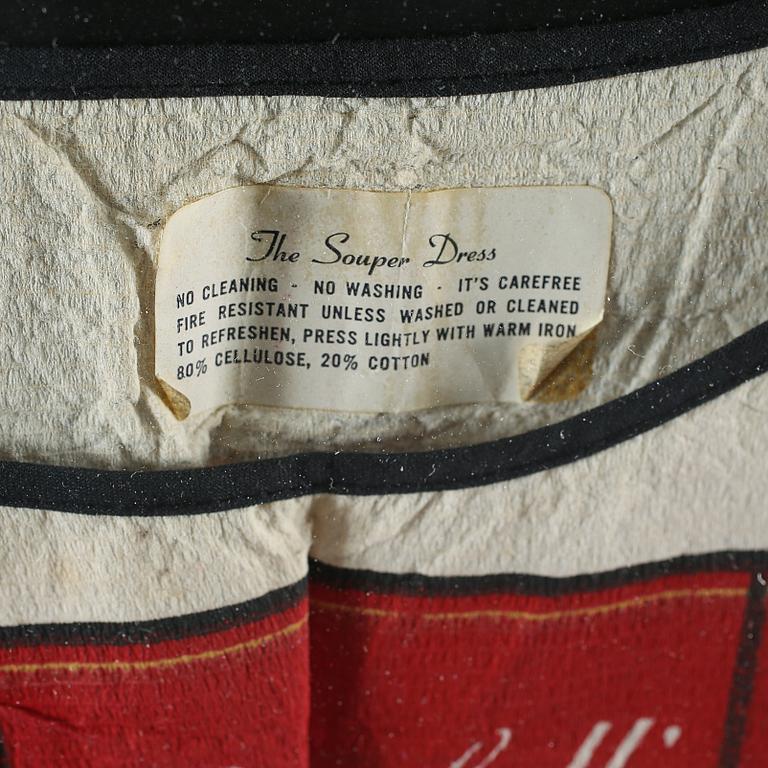 The Souper Dress
NO CLEANING - NO WASHING - IT'S CAREFREE
FIRE RESISTANT UNLESS WASHED OR CLEANED
TO REFRESHEN, PRESS LIGHTLY WITH WARM IRON
80% CELLULOSE, 20% COTTON